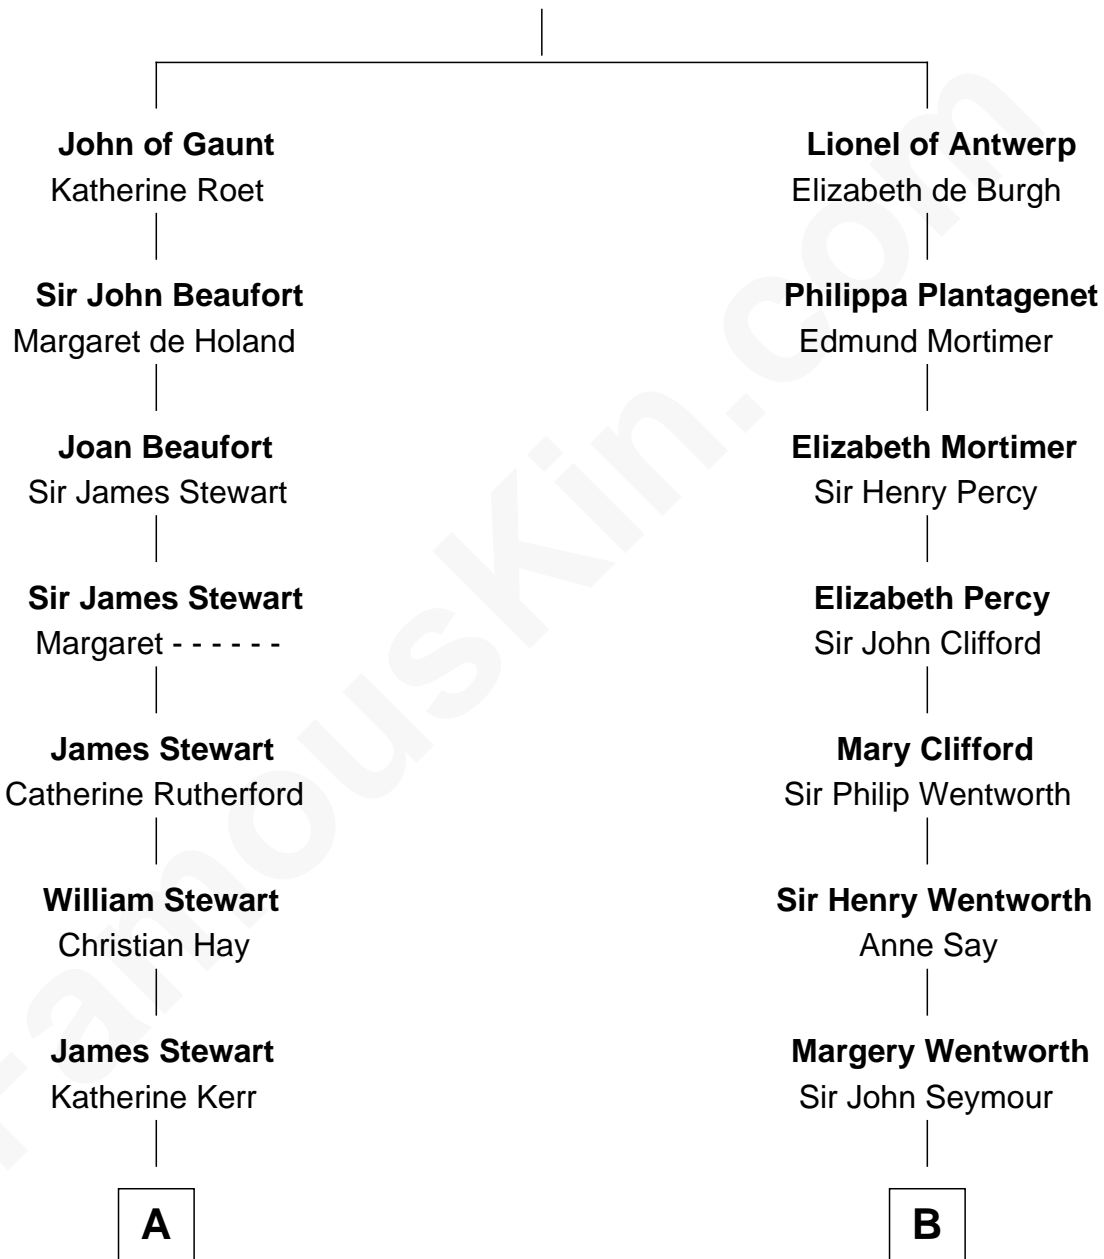 John of Gaunt
Katherine Roet
Sir John Beaufort
Margaret de Holand
Joan Beaufort
Sir James Stewart
Sir James Stewart
Margaret - - - - - -
James Stewart
Catherine Rutherford
William Stewart
Christian Hay
James Stewart
Katherine Kerr
A
Lionel of Antwerp
Elizabeth de Burgh
Philippa Plantagenet
Edmund Mortimer
Elizabeth Mortimer
Sir Henry Percy
Elizabeth Percy
Sir John Clifford
Mary Clifford
Sir Philip Wentworth
Sir Henry Wentworth
Anne Say
Margery Wentworth
Sir John Seymour
B
FamousKin.com